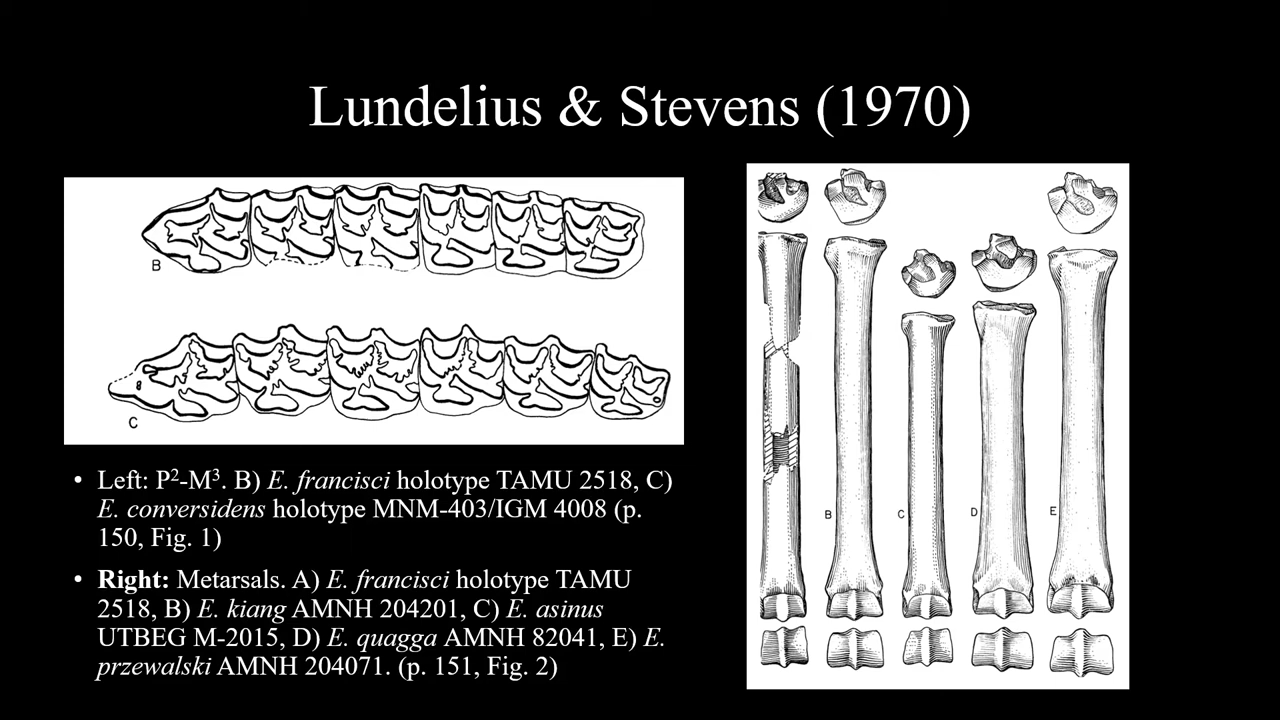 Lundelius & Stevens (1970)
B
C
B
C
D
E
• Left: P²-M³. B) E. francisci holotype TAMU 2518, C)
E. conversidens holotype MNM-403/IGM 4008 (p.
150, Fig. 1)
• Right: Metarsals. A) E. francisci holotype TAMU
2518, B) E. kiang AMNH 204201, C) E. asinus
UTBEG M-2015, D) E. quagga AMNH 82041, E) E.
przewalski AMNH 204071. (p. 151, Fig. 2)